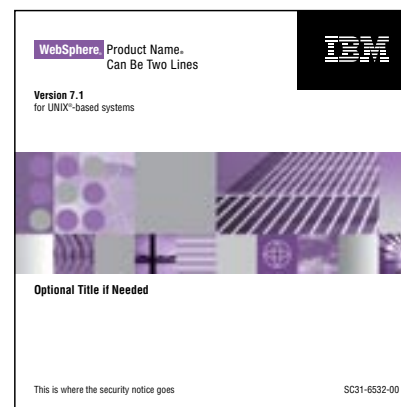 WebSphere® Product Name®
Can Be Two Lines
IBM
Version 7.1
for UNIX®-based systems
Optional Title if Needed
This is where the security notice goes
SC31-6532-00